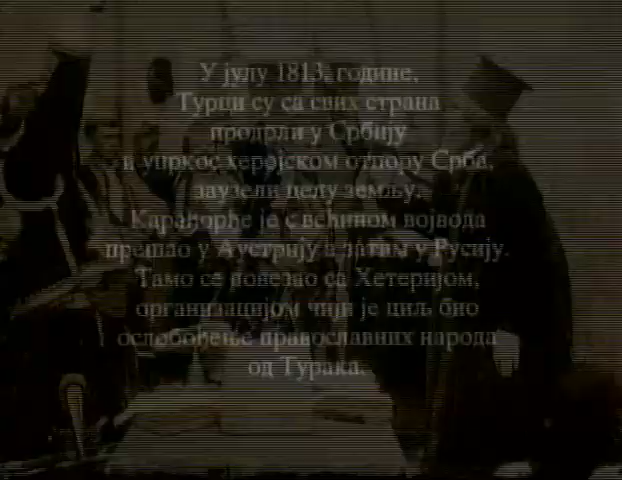 У јулу 1813. године,
Турци су са свих страна
продрли у Србију
и упркос херојском отпору Срба,
заузели целу земљу.
Карађорђе је с већином војвода
прешао у Аустрију а затим у Русију.
Тамо се повезао са Хетеријом,
организацијом чији је циљ био
ослобођење православних народа
од Турака.